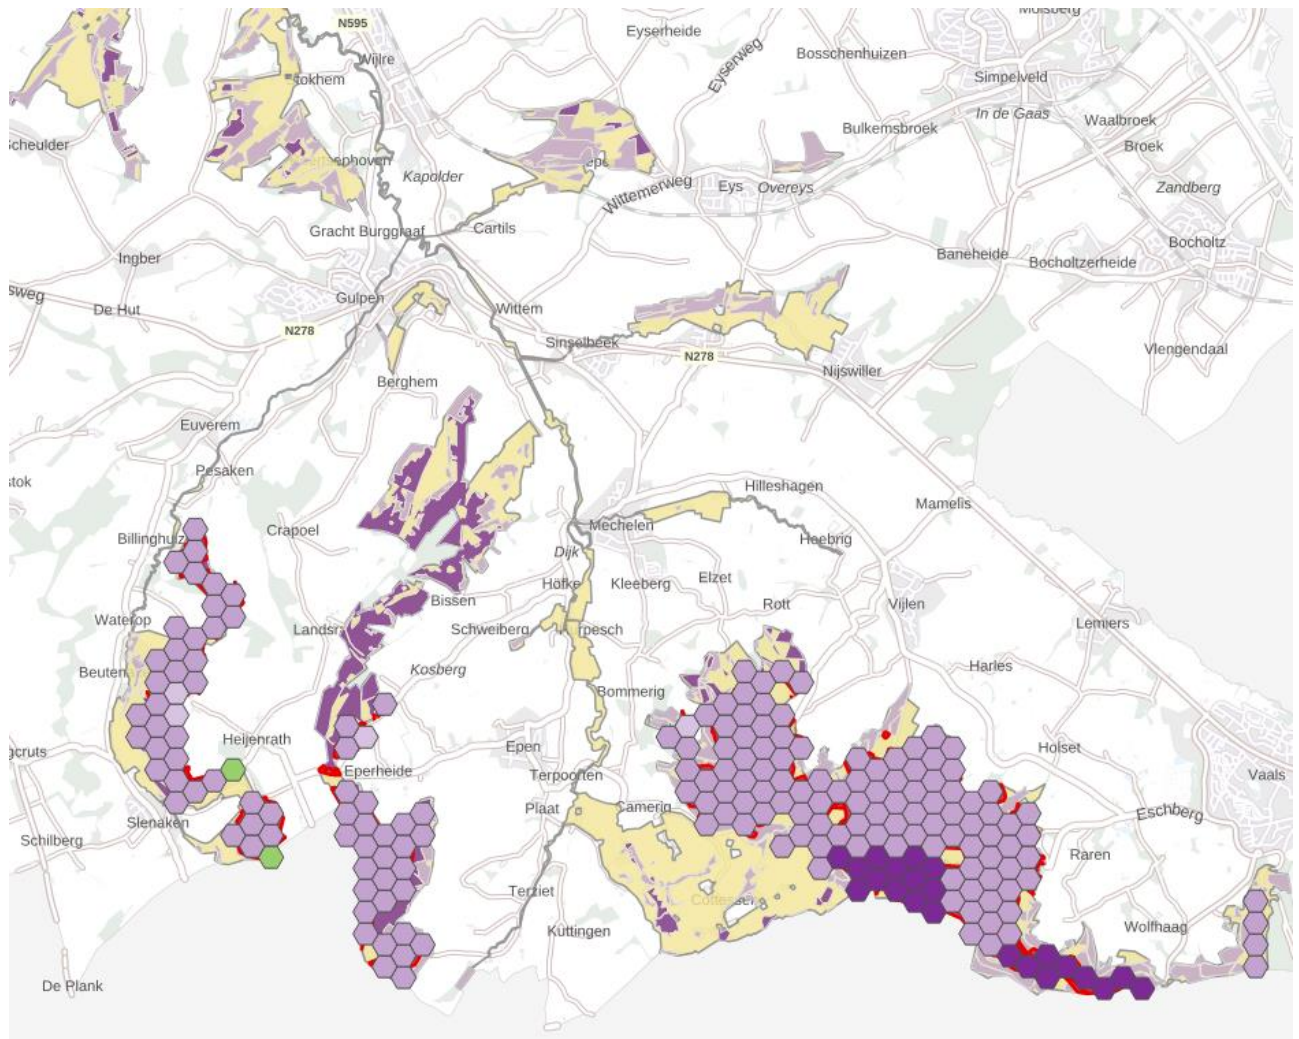 Molsberg
N595
Eyserheide
Eyserweg
Bosschenhuizen
Wijlre
Simpelveld
In de Gaas
Waalbroek
Bulkemsbroek
Broek
Kapolder
Wittemerweg
Eys
Overeys
Zandberg
Gracht Burggraaf
Cartils
Bocholtz
Ingber
Baneheide
Bocholtzerheide
De Hut
Gulpen
Wittem
N278
Sinselbeek
N278
Vlengendaal
Nijswiller
Berghem
Euverem
Pesaken
Hilleshagen
Mamelis
Crapoel
Mechelen
Billinghuiz
Heebrig
Dijk
Höfke
Kleeberg
Elzet
Bissen
Rott
Vijlen
Waterop
Lemiers
Schweiberg
Beuten
Kosberg
Harles
Bommerig
Heijenrath
Epen
Holset
Eperheide
Terpoorten
Vaals
Plaat
Camerig
Slenaken
Eschberg
Schilberg
Raren
Terziet
Kuttingen
Wolfhaag
De Plank